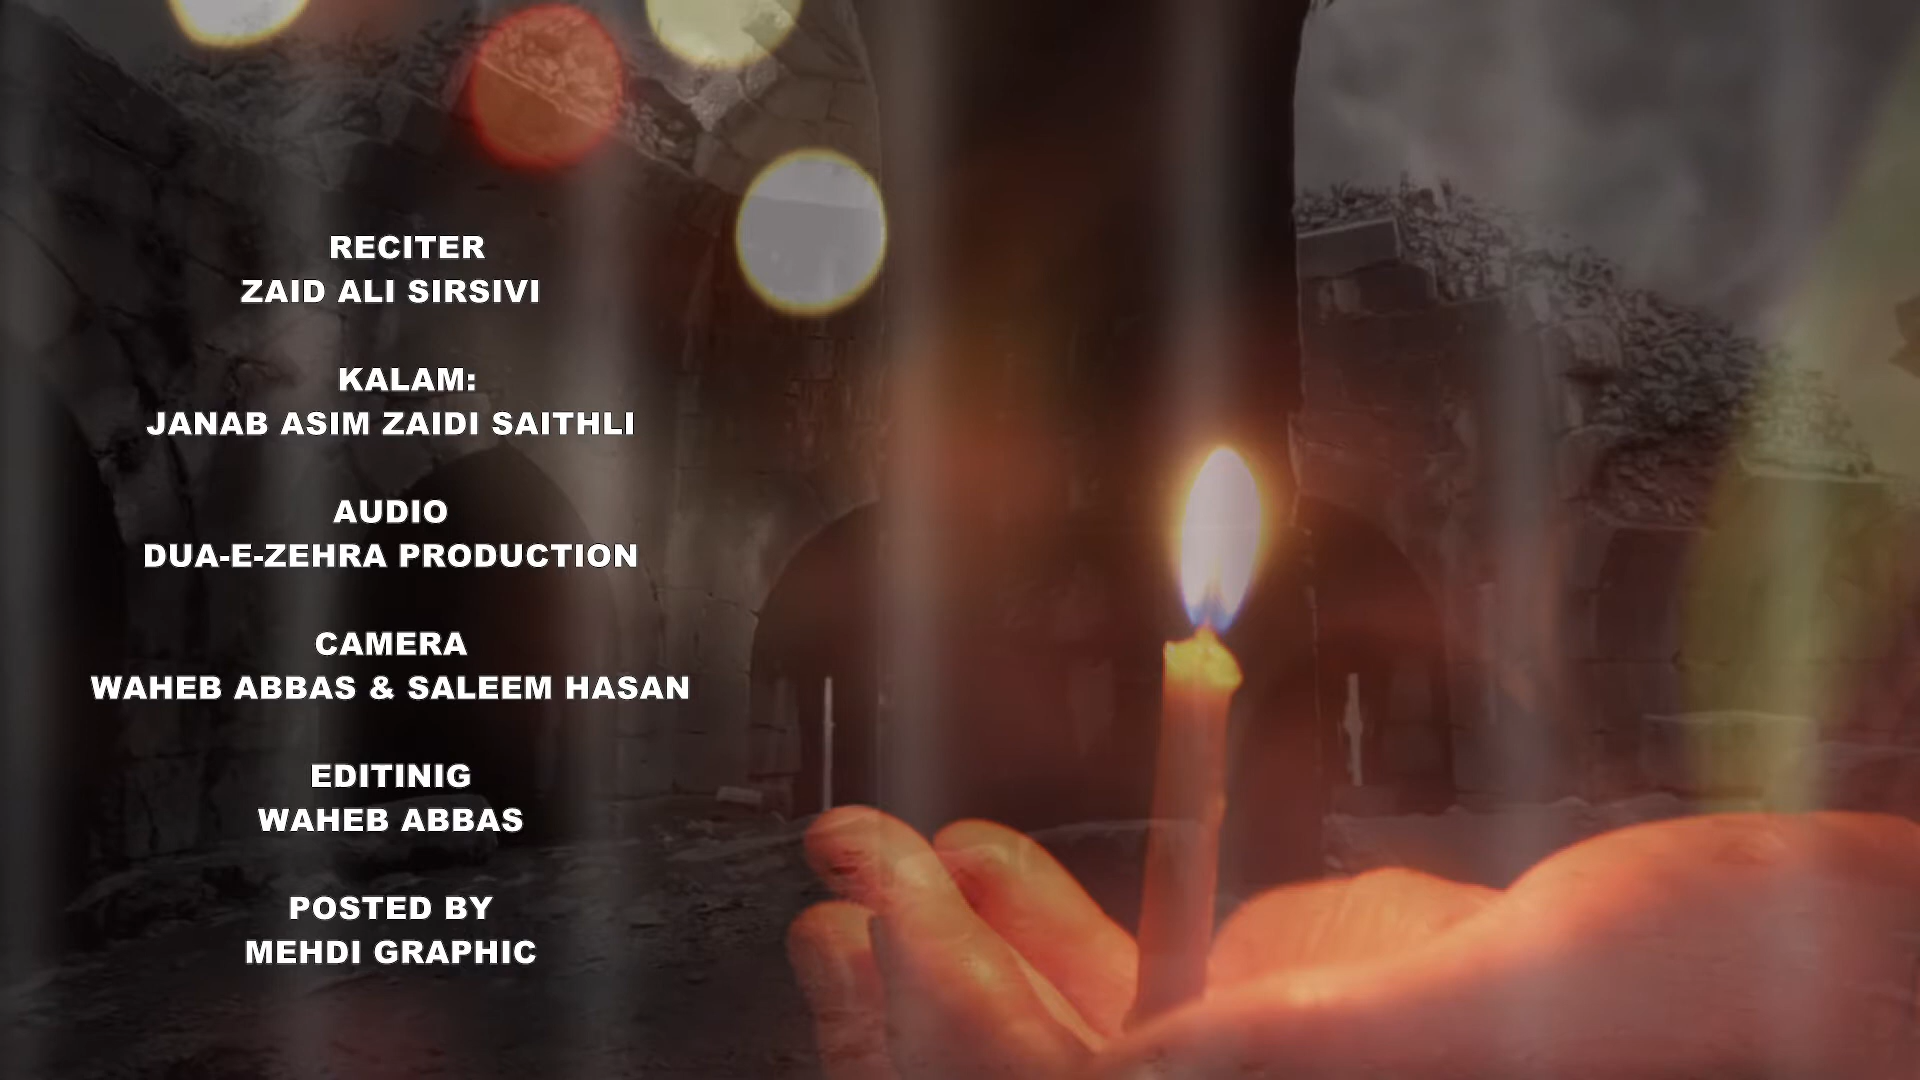 RECITER
ZAID ALI SIRSIVI
KALAM:
JANAB ASIM ZAIDI SAITHLI
AUDIO
DUA-E-ZEHRA PRODUCTION
CAMERA
WAHEB ABBAS & SALEEM HASAN
EDITINIG
WAHEB ABBAS
POSTED BY
MEHDI GRAPHIC